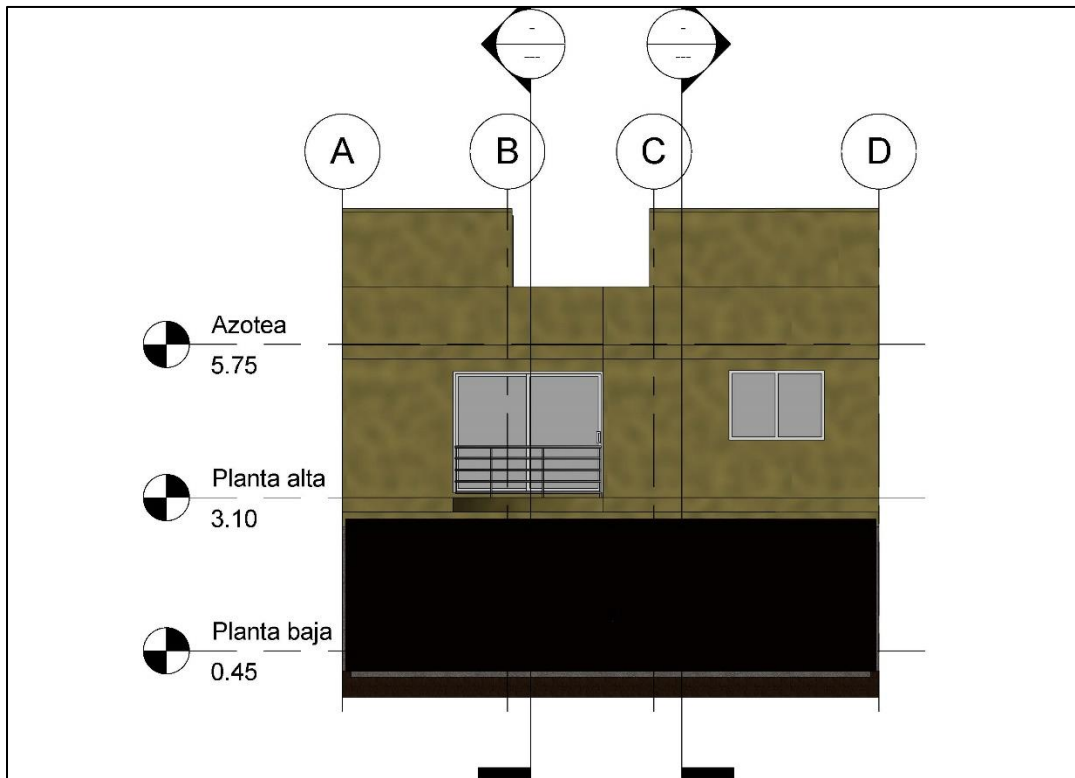 -
---
-
---
A
B
C
D
Azotea
5.75
Planta alta
3.10
Planta baja
0.45